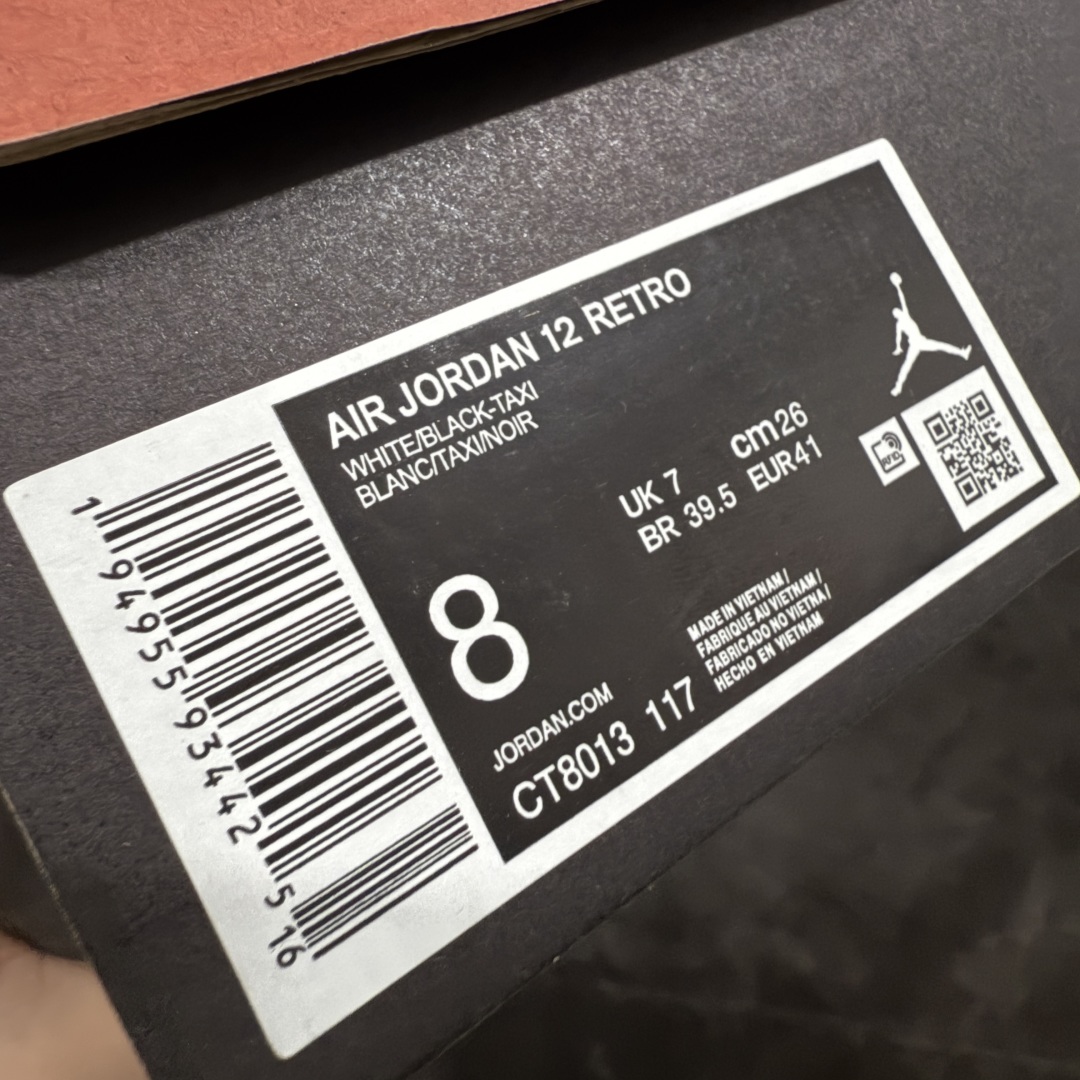 AIR JORDAN 12 RETRO
WHITE/BLACK-TAXI
BLANC/TAXI/NOIR
UK 7 cm26
BR 39.5 EUR41
RFID
8
MADE IN VIETNAM /
FABRIQUE AU VIETNAM /
FABRICADO NO VIETNA /
HECHO EN VIETNAM
JORDAN.COM
CT8013 117
1 94955 93442 5 16